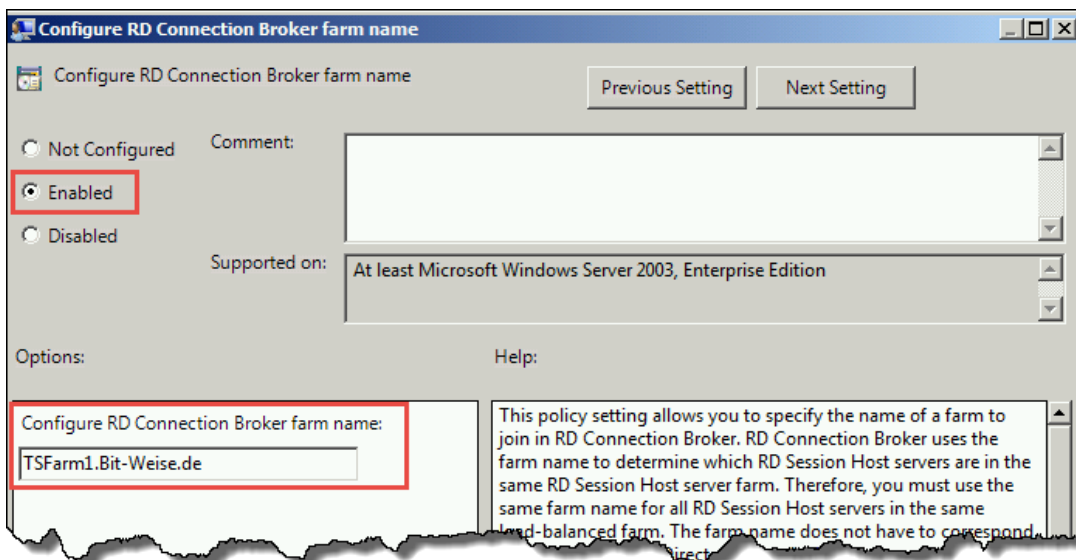 Configure RD Connection Broker farm name
Configure RD Connection Broker farm name
Previous Setting
Next Setting
Not Configured
Comment:
Enabled
Disabled
Supported on:
At least Microsoft Windows Server 2003, Enterprise Edition
Options:
Help:
Configure RD Connection Broker farm name:
TSFarm1.Bit-Weise.de
This policy setting allows you to specify the name of a farm to
join in RD Connection Broker. RD Connection Broker uses the
farm name to determine which RD Session Host servers are in the
same RD Session Host server farm. Therefore, you must use the
same farm name for all RD Session Host servers in the same
load-balanced farm. The farm name does not have to correspond